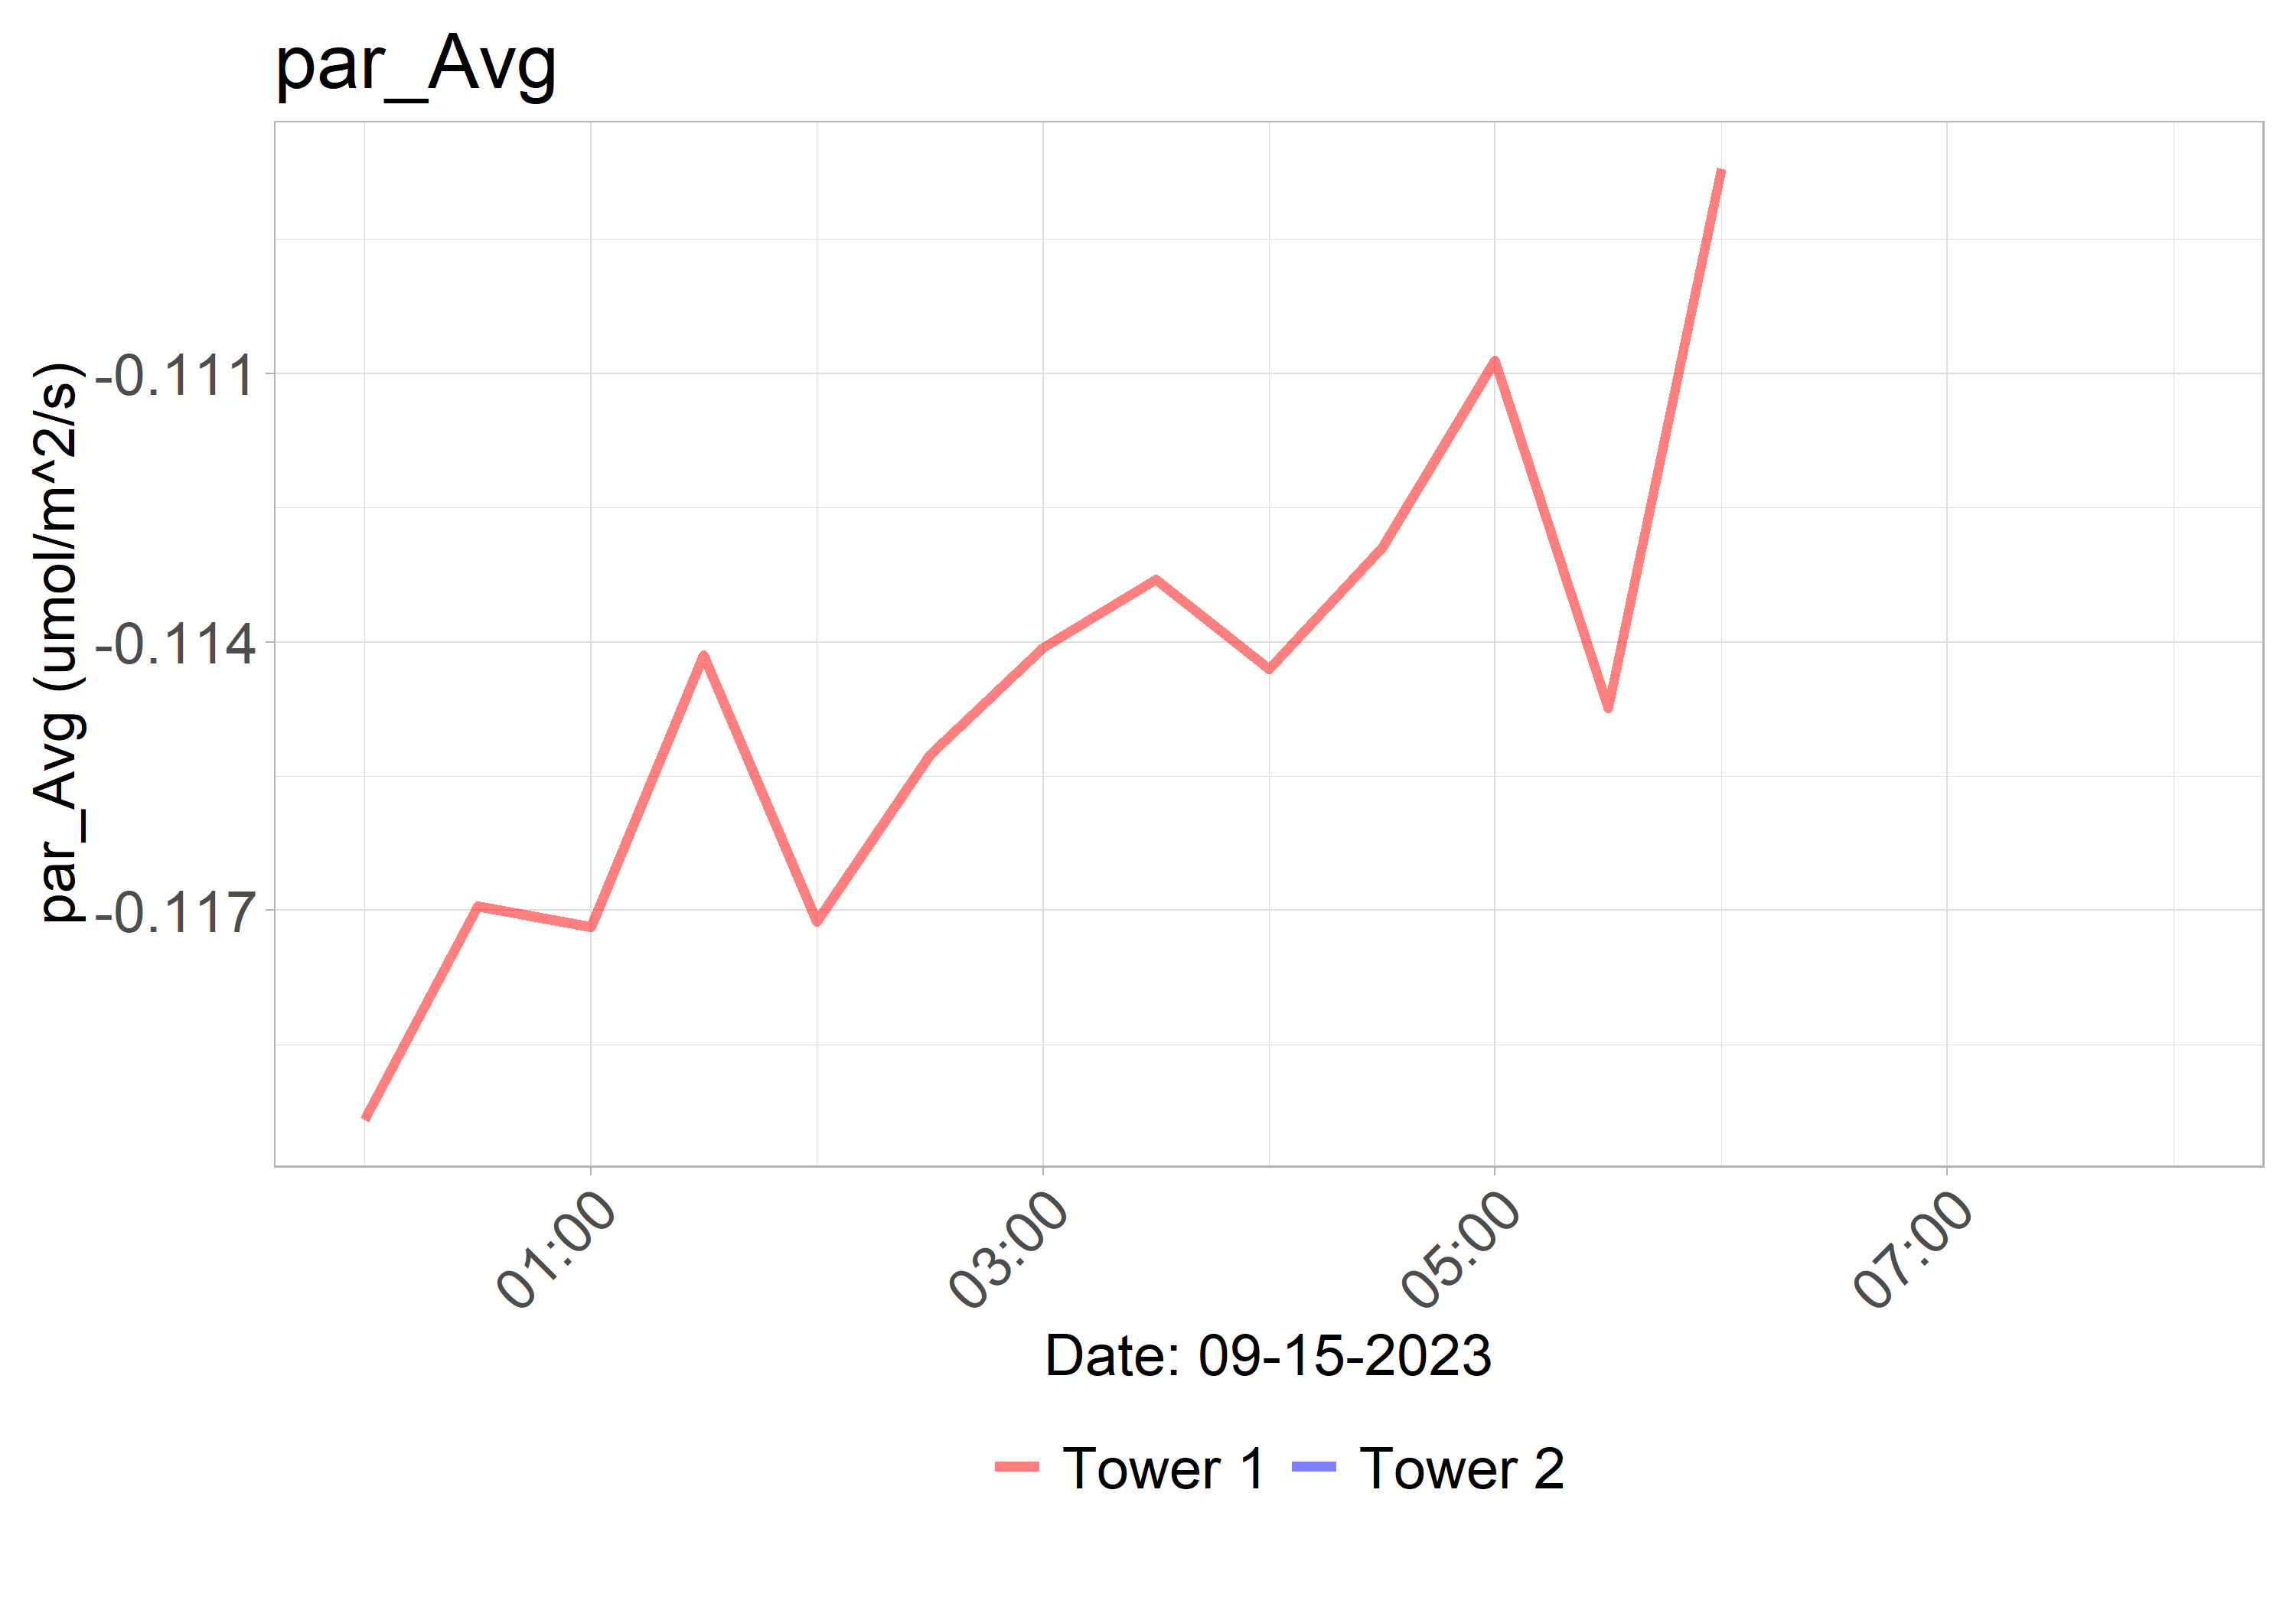 par_Avg
par_Avg (umol/m^2/s)
-0.111
-0.114
-0.117
01:00
03:00
05:00
07:00
Date: 09-15-2023
Tower 1
Tower 2